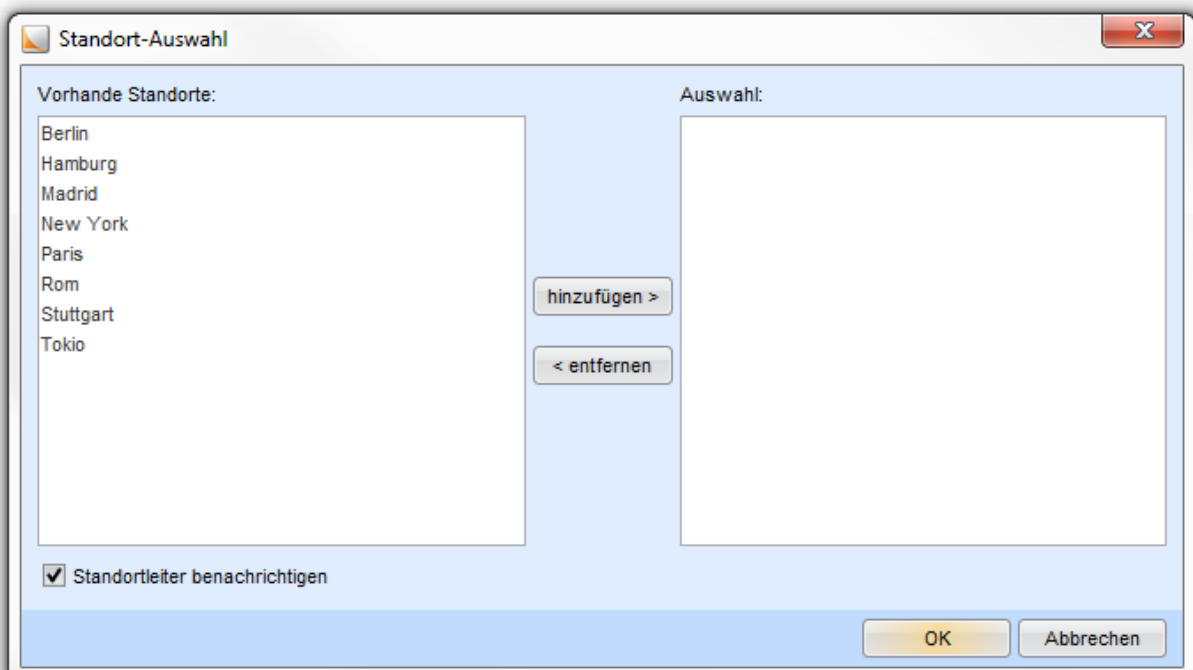 Standort-Auswahl
Vorhande Standorte:
Berlin
Hamburg
Madrid
New York
Paris
Rom
Stuttgart
Tokio
hinzufügen >
< entfernen
Auswahl:
Standortleiter benachrichtigen
OK
Abbrechen